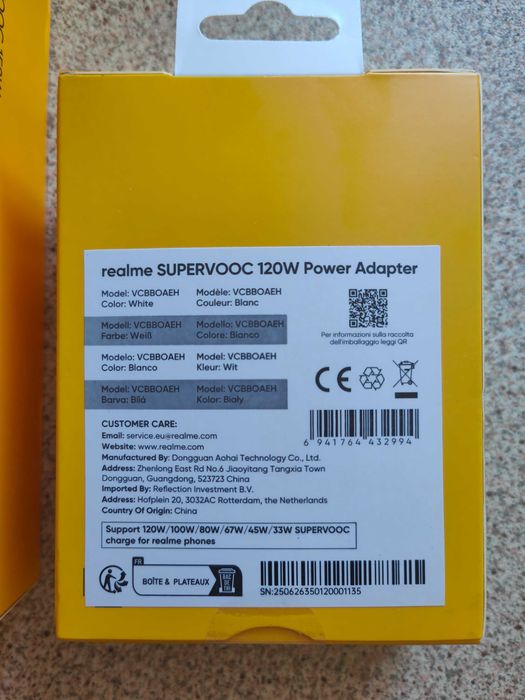 realme SUPERVOOC 120W Power Adapter
Model: VCBBOAEH
Color: White
Modèle: VCBBOAEH
Couleur: Blanc
Modell: VCBBOAEH
Farbe: Weiß
Modello: VCBBOAEH
Colore: Bianco
Modelo: VCBBOAEH
Color: Blanco
Model: VCBBOAEH
Kleur: Wit
Model: VCBBOAEH
Barva: Bílá
Model: VCBBOAEH
Kolor: Biały
Per informazioni sulla raccolta
dell'imballaggio leggi QR
CE
6 941764 432994
CUSTOMER CARE:
Email: service.eu@realme.com
Website: www.realme.com
Manufactured By: Dongguan Aohai Technology Co., Ltd.
Address: Zhenlong East Rd No.6 Jiaoyitang Tangxia Town
Dongguan, Guangdong, 523723 China
Imported By: Reflection Investment B.V.
Address: Hofplein 20, 3032AC Rotterdam, the Netherlands
Country Of Origin: China
Support 120W/100W/80W/67W/45W/33W SUPERVOOC
charge for realme phones
FR
BOÎTE & PLATEAUX
BAC
DE
TRI
SN:250626350120001135